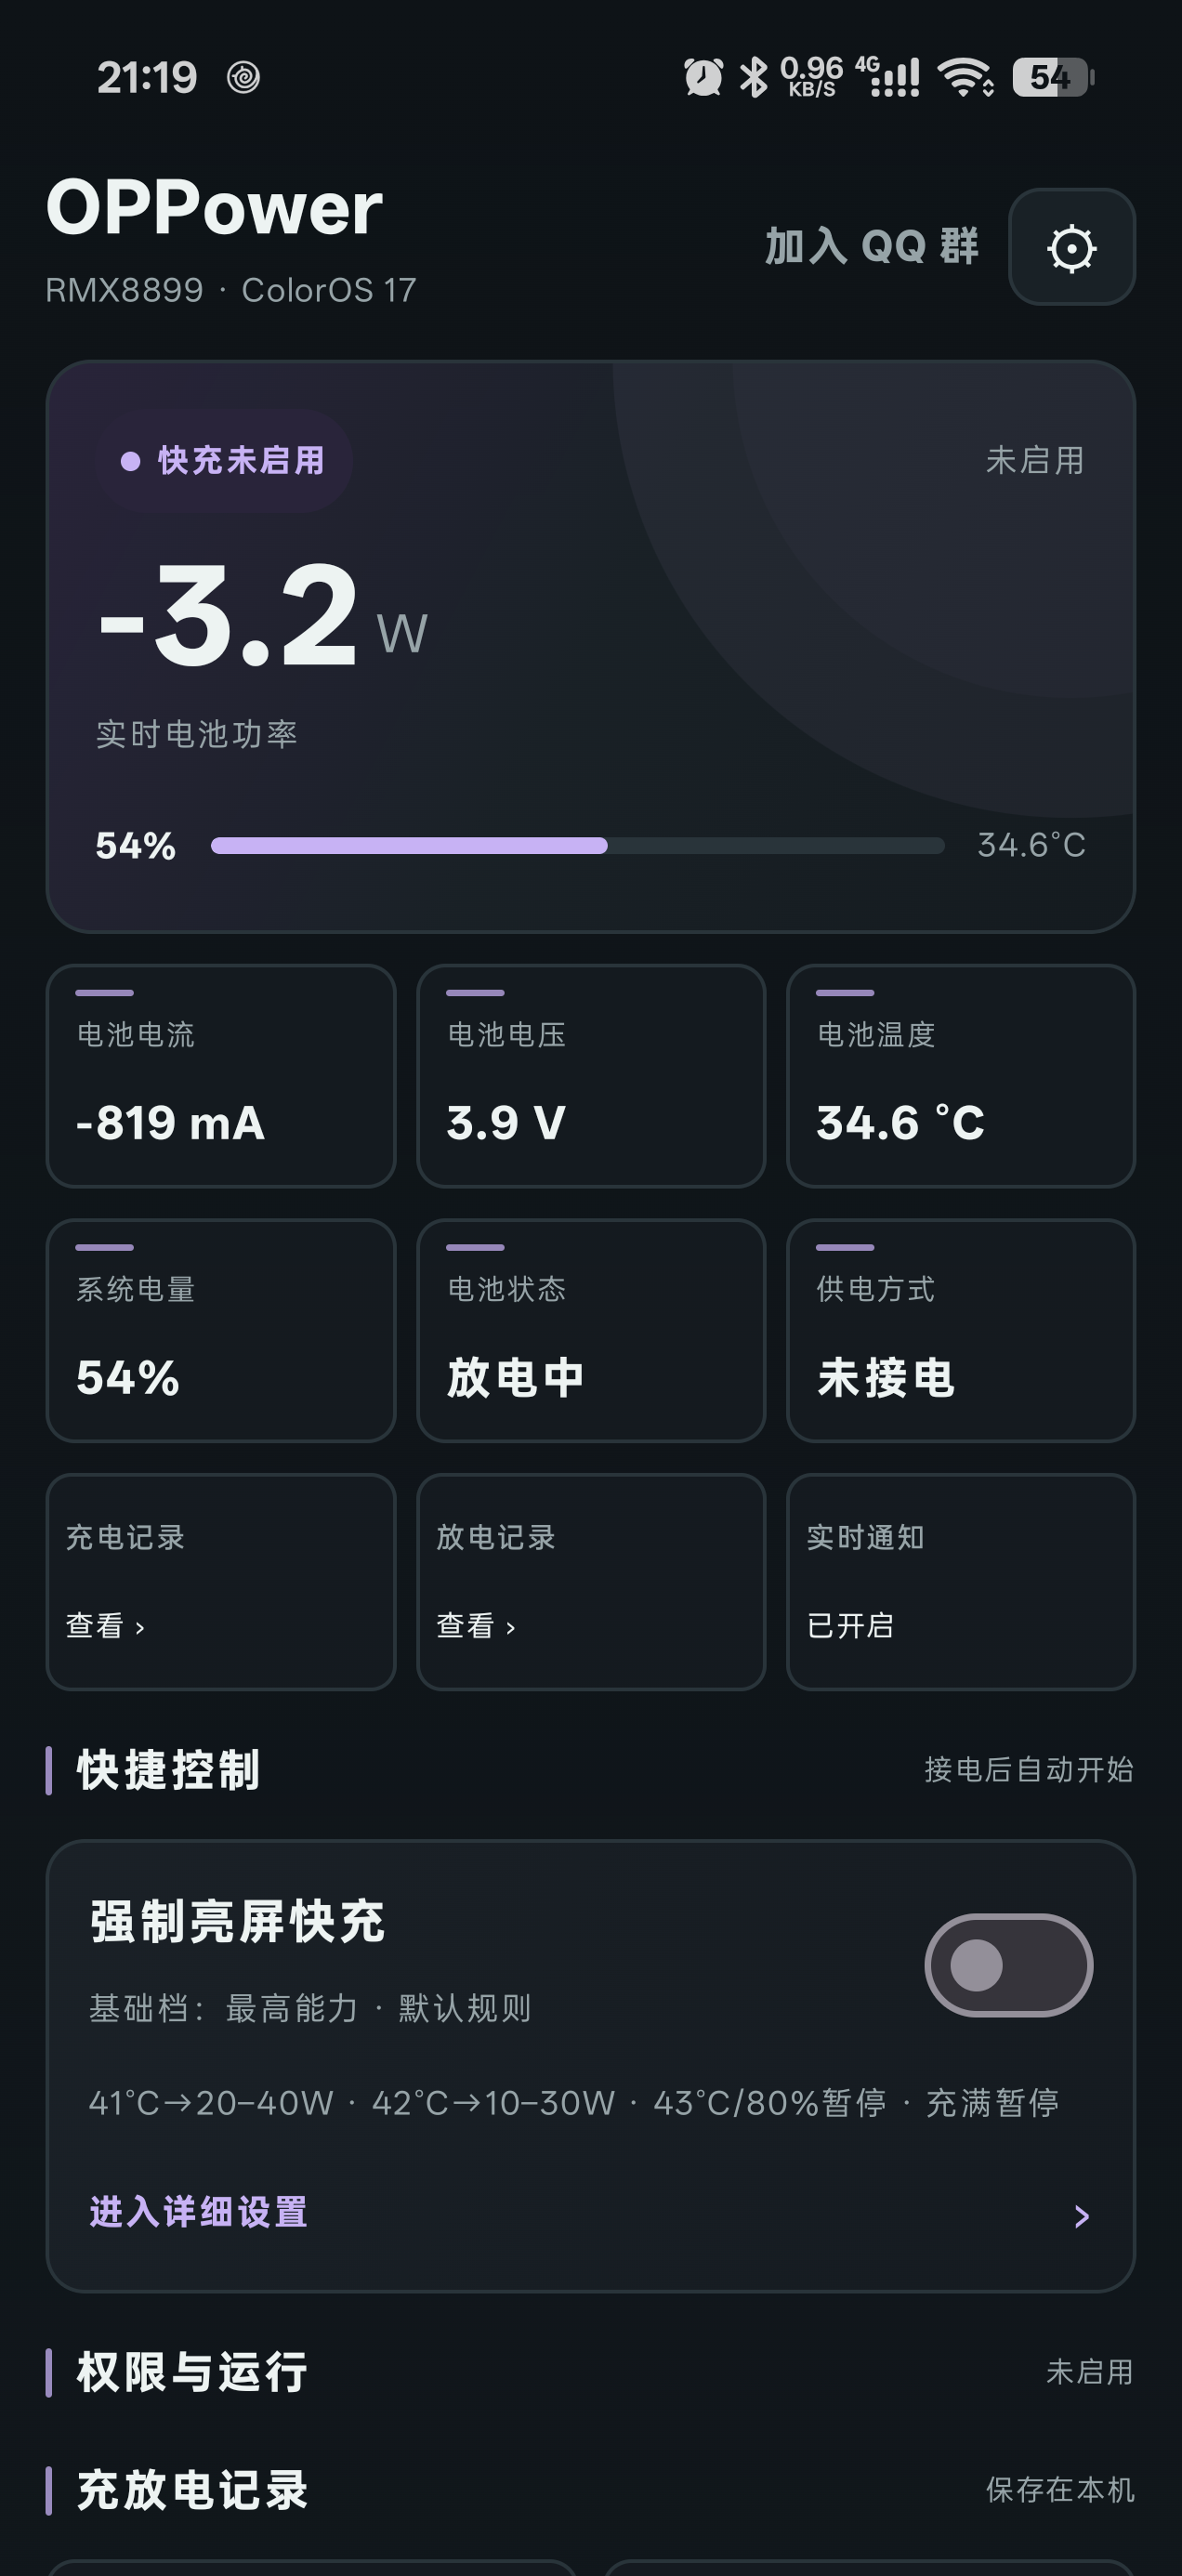 21:19 0.96 KB/S 4G 54
OPPower
加入 QQ 群
RMX8899 · ColorOS 17
快充未启用
未启用
-3.2 W
实时电池功率
54%
34.6°C
电池电流
电池电压
电池温度
-819 mA
3.9 V
34.6 °C
系统电量
电池状态
供电方式
54%
放电中
未接电
充电记录
放电记录
实时通知
查看 ›
查看 ›
已开启
快捷控制
接电后自动开始
强制亮屏快充
基础档：最高能力 · 默认规则
41°C→20–40W · 42°C→10–30W · 43°C/80%暂停 · 充满暂停
进入详细设置 ›
权限与运行
未启用
充放电记录
保存在本机